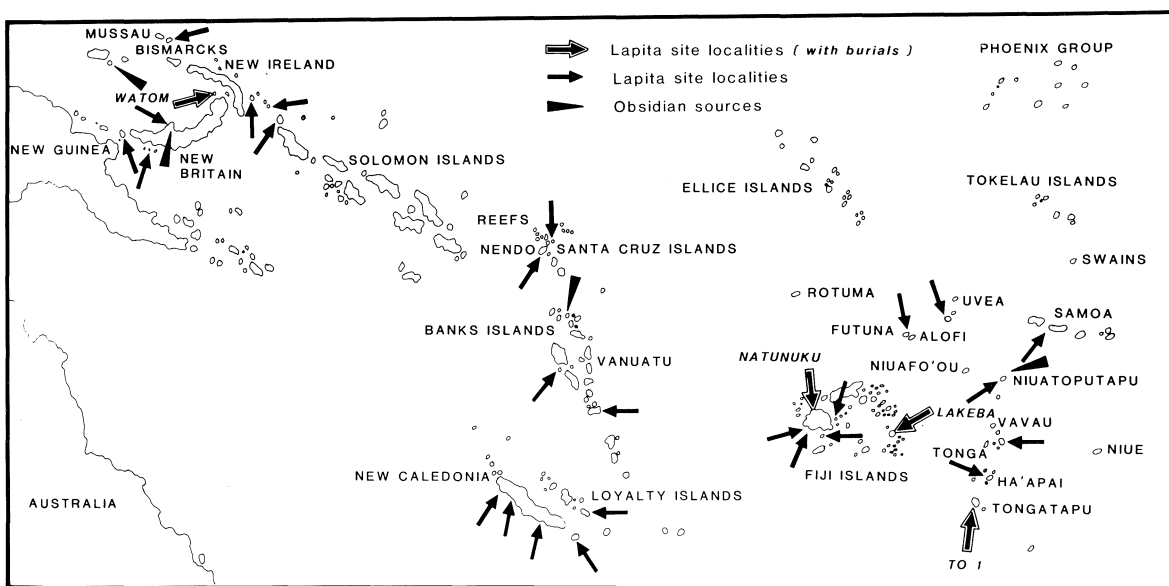 MUSSAU
BISMARCKS
NEW IRELAND
WATOM
NEW GUINEA
NEW
BRITAIN
SOLOMON ISLANDS
Lapita site localities ( with burials )
Lapita site localities
Obsidian sources
PHOENIX GROUP
ELLICE ISLANDS
TOKELAU ISLANDS
SWAINS
REEFS
NENDO
SANTA CRUZ ISLANDS
BANKS ISLANDS
VANUATU
ROTUMA
UVEA
FUTUNA
ALOFI
SAMOA
NATUNUKU
NIUAFO'OU
NIUATOPUTAPU
LAKEBA
VAVAU
TONGA
NIUE
FIJI ISLANDS
HA'APAI
TONGATAPU
TO 1
NEW CALEDONIA
LOYALTY ISLANDS
AUSTRALIA